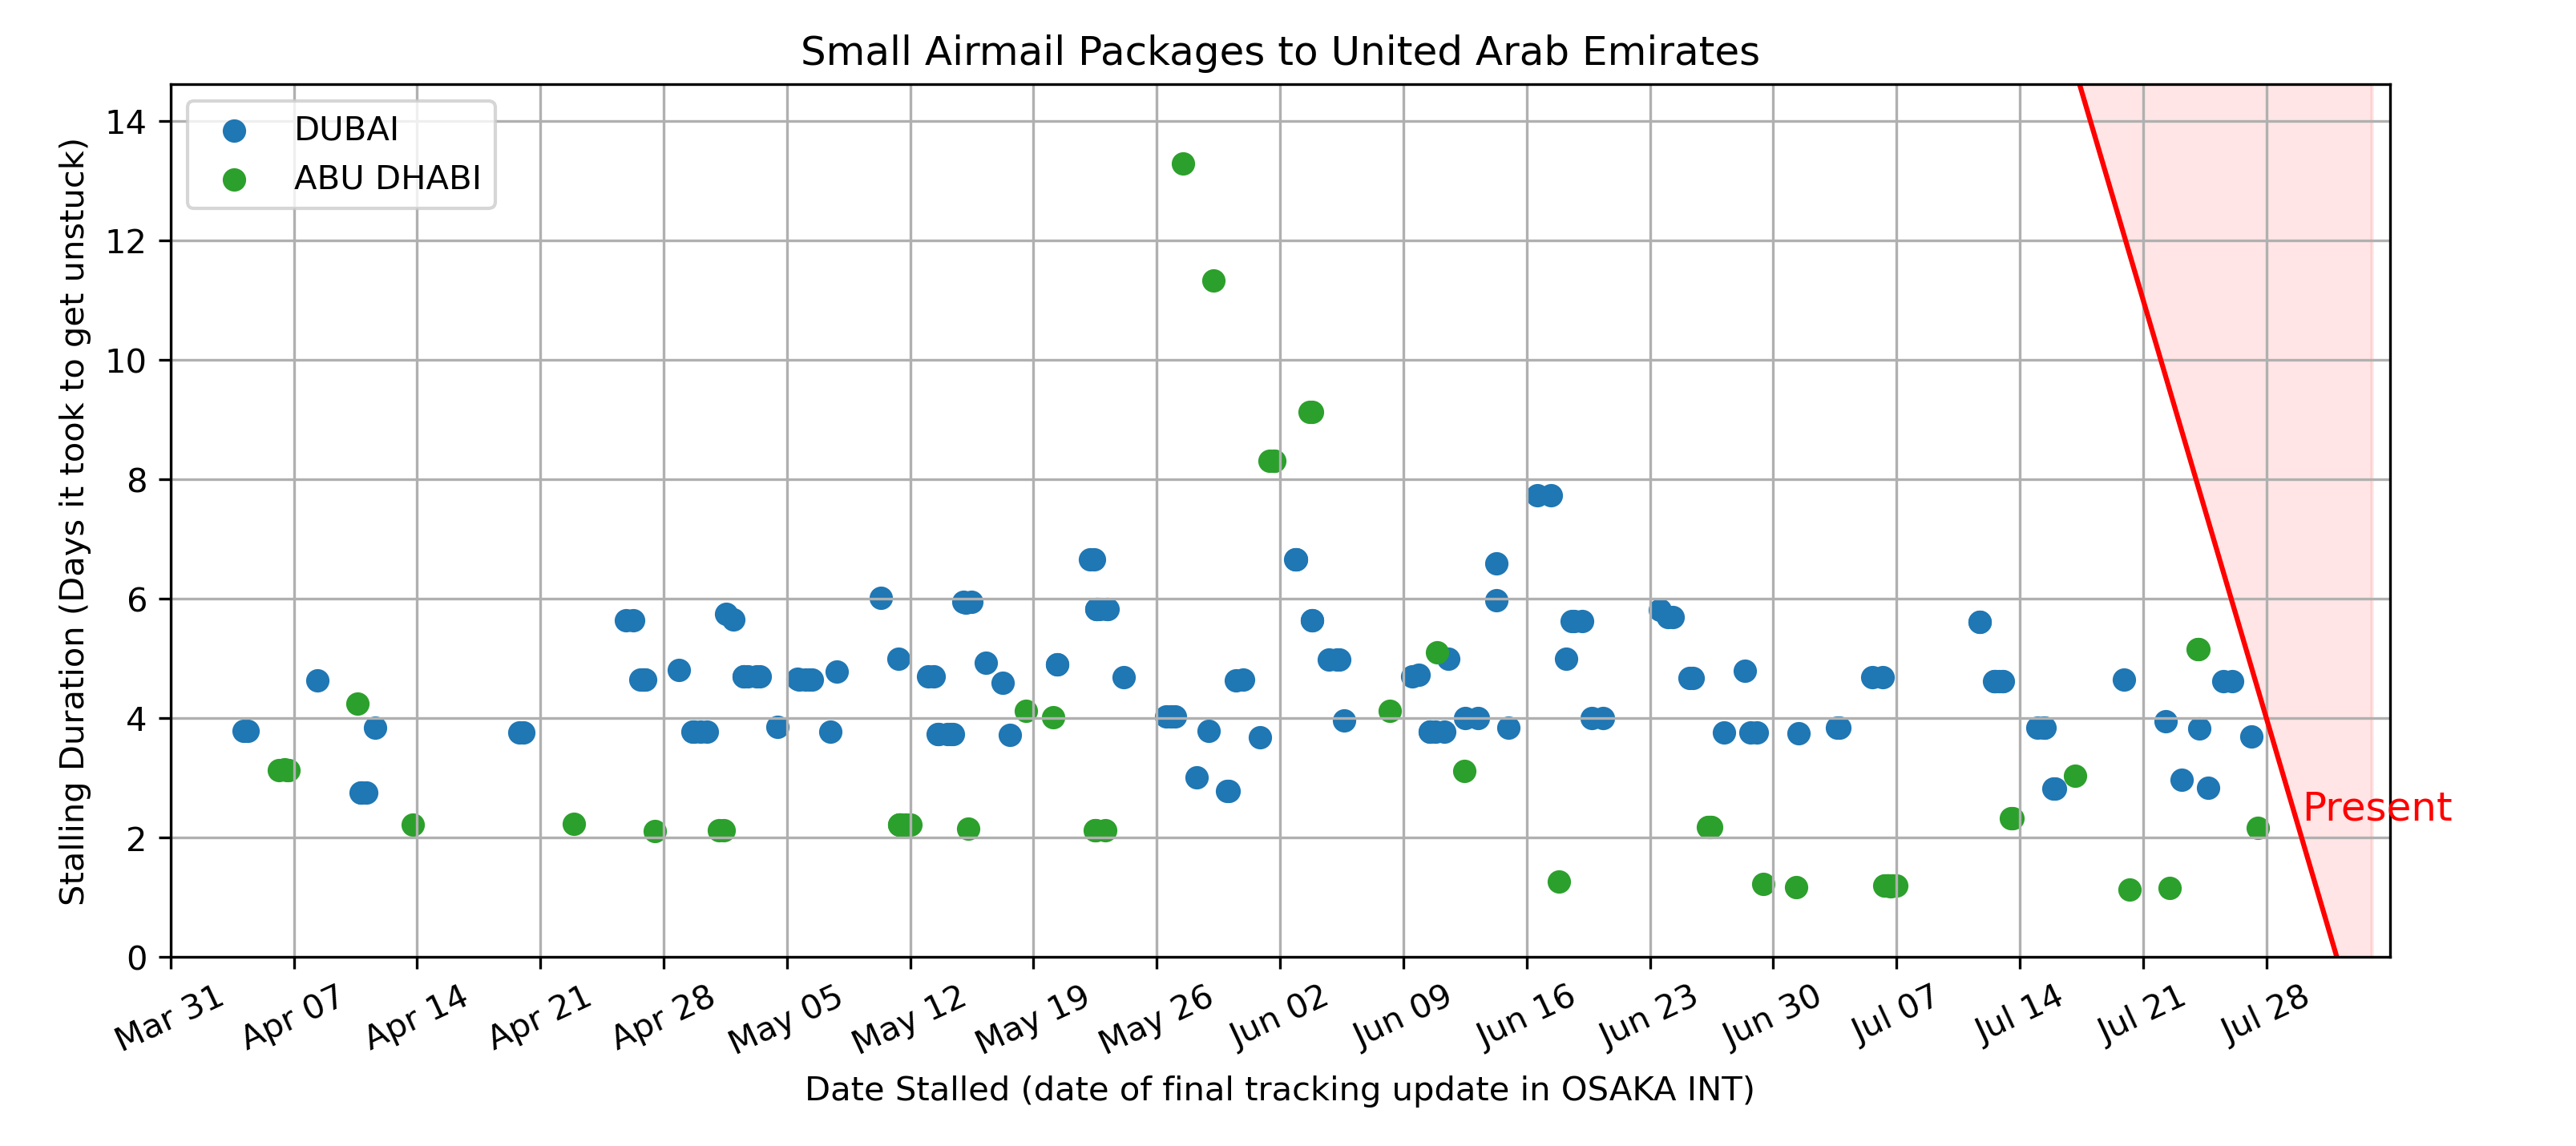 Small Airmail Packages to United Arab Emirates
DUBAI
ABU DHABI
Stalling Duration (Days it took to get unstuck)
14
12
10
8
6
4
2
0
Present
Mar 31
Apr 07
Apr 14
Apr 21
Apr 28
May 05
May 12
May 19
May 26
Jun 02
Jun 09
Jun 16
Jun 23
Jun 30
Jul 07
Jul 14
Jul 21
Jul 28
Date Stalled (date of final tracking update in OSAKA INT)